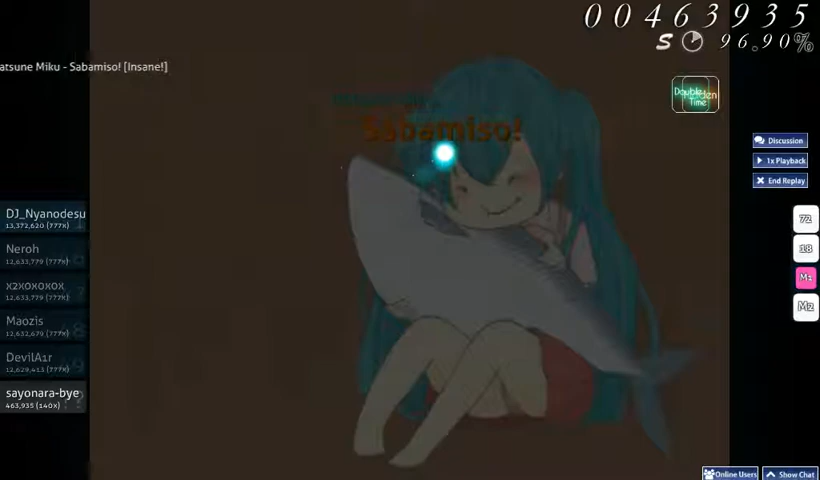 00463935
S 96.90%
atsune Miku - Sabamiso! [Insane!]
Double Time
Hidden
Sabamiso!
Discussion
1x Playback
End Replay
DJ_Nyanodesu
13,372,620 (777x)
Neroh
12,633,779 (777x)
x2xoxoxox
12,633,779 (777x)
Maozis
12,632,679 (777x)
DevilA1r
12,629,413 (777x)
sayonara-bye
463,935 (140x)
72
18
M1
M2
Online Users
Show Chat